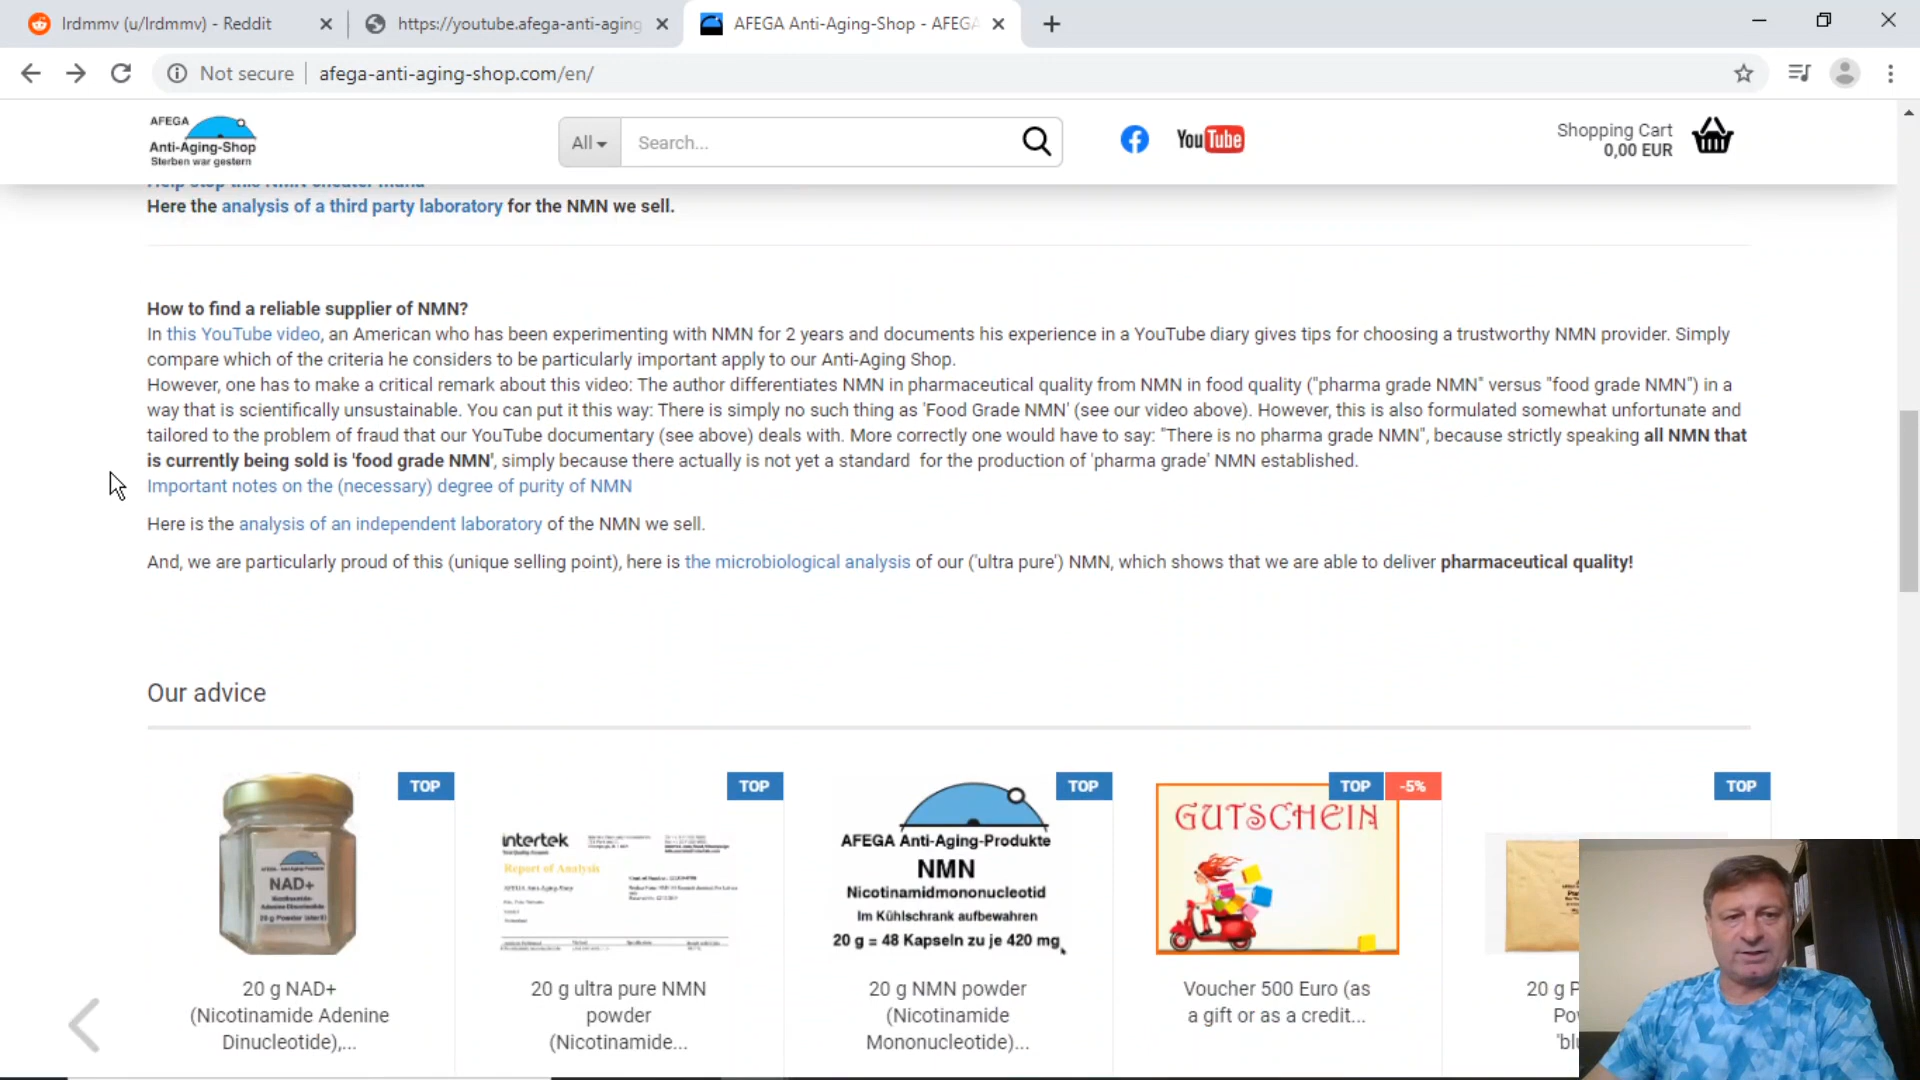 lrdmmv (u/lrdmmv) - Reddit
https://youtube.afega-anti-aging
AFEGA Anti-Aging-Shop - AFEGA
Not secure
afega-anti-aging-shop.com/en/
AFEGA
Anti-Aging-Shop
Sterben war gestern
All
Search...
YouTube
Shopping Cart
0,00 EUR
Here the analysis of a third party laboratory for the NMN we sell.
How to find a reliable supplier of NMN?
In this YouTube video, an American who has been experimenting with NMN for 2 years and documents his experience in a YouTube diary gives tips for choosing a trustworthy NMN provider. Simply
compare which of the criteria he considers to be particularly important apply to our Anti-Aging Shop.
However, one has to make a critical remark about this video: The author differentiates NMN in pharmaceutical quality from NMN in food quality ("pharma grade NMN" versus "food grade NMN") in a
way that is scientifically unsustainable. You can put it this way: There is simply no such thing as 'Food Grade NMN' (see our video above). However, this is also formulated somewhat unfortunate and
tailored to the problem of fraud that our YouTube documentary (see above) deals with. More correctly one would have to say: "There is no pharma grade NMN", because strictly speaking all NMN that
is currently being sold is 'food grade NMN', simply because there actually is not yet a standard for the production of 'pharma grade' NMN established.
Important notes on the (necessary) degree of purity of NMN
Here is the analysis of an independent laboratory of the NMN we sell.
And, we are particularly proud of this (unique selling point), here is the microbiological analysis of our ('ultra pure') NMN, which shows that we are able to deliver pharmaceutical quality!
Our advice
TOP
TOP
TOP
TOP
-5%
TOP
NAD+
intertek
Report of Analysis
AFEGA Anti-Aging-Produkte
NMN
Nicotinamidmononucleotid
Im Kühlschrank aufbewahren
20 g = 48 Kapseln zu je 420 mg
GUTSCHEIN
20 g NAD+
(Nicotinamide Adenine
Dinucleotide),...
20 g ultra pure NMN
powder
(Nicotinamide...
20 g NMN powder
(Nicotinamide
Mononucleotide)...
Voucher 500 Euro (as
a gift or as a credit...
20 g P
Po
'blu